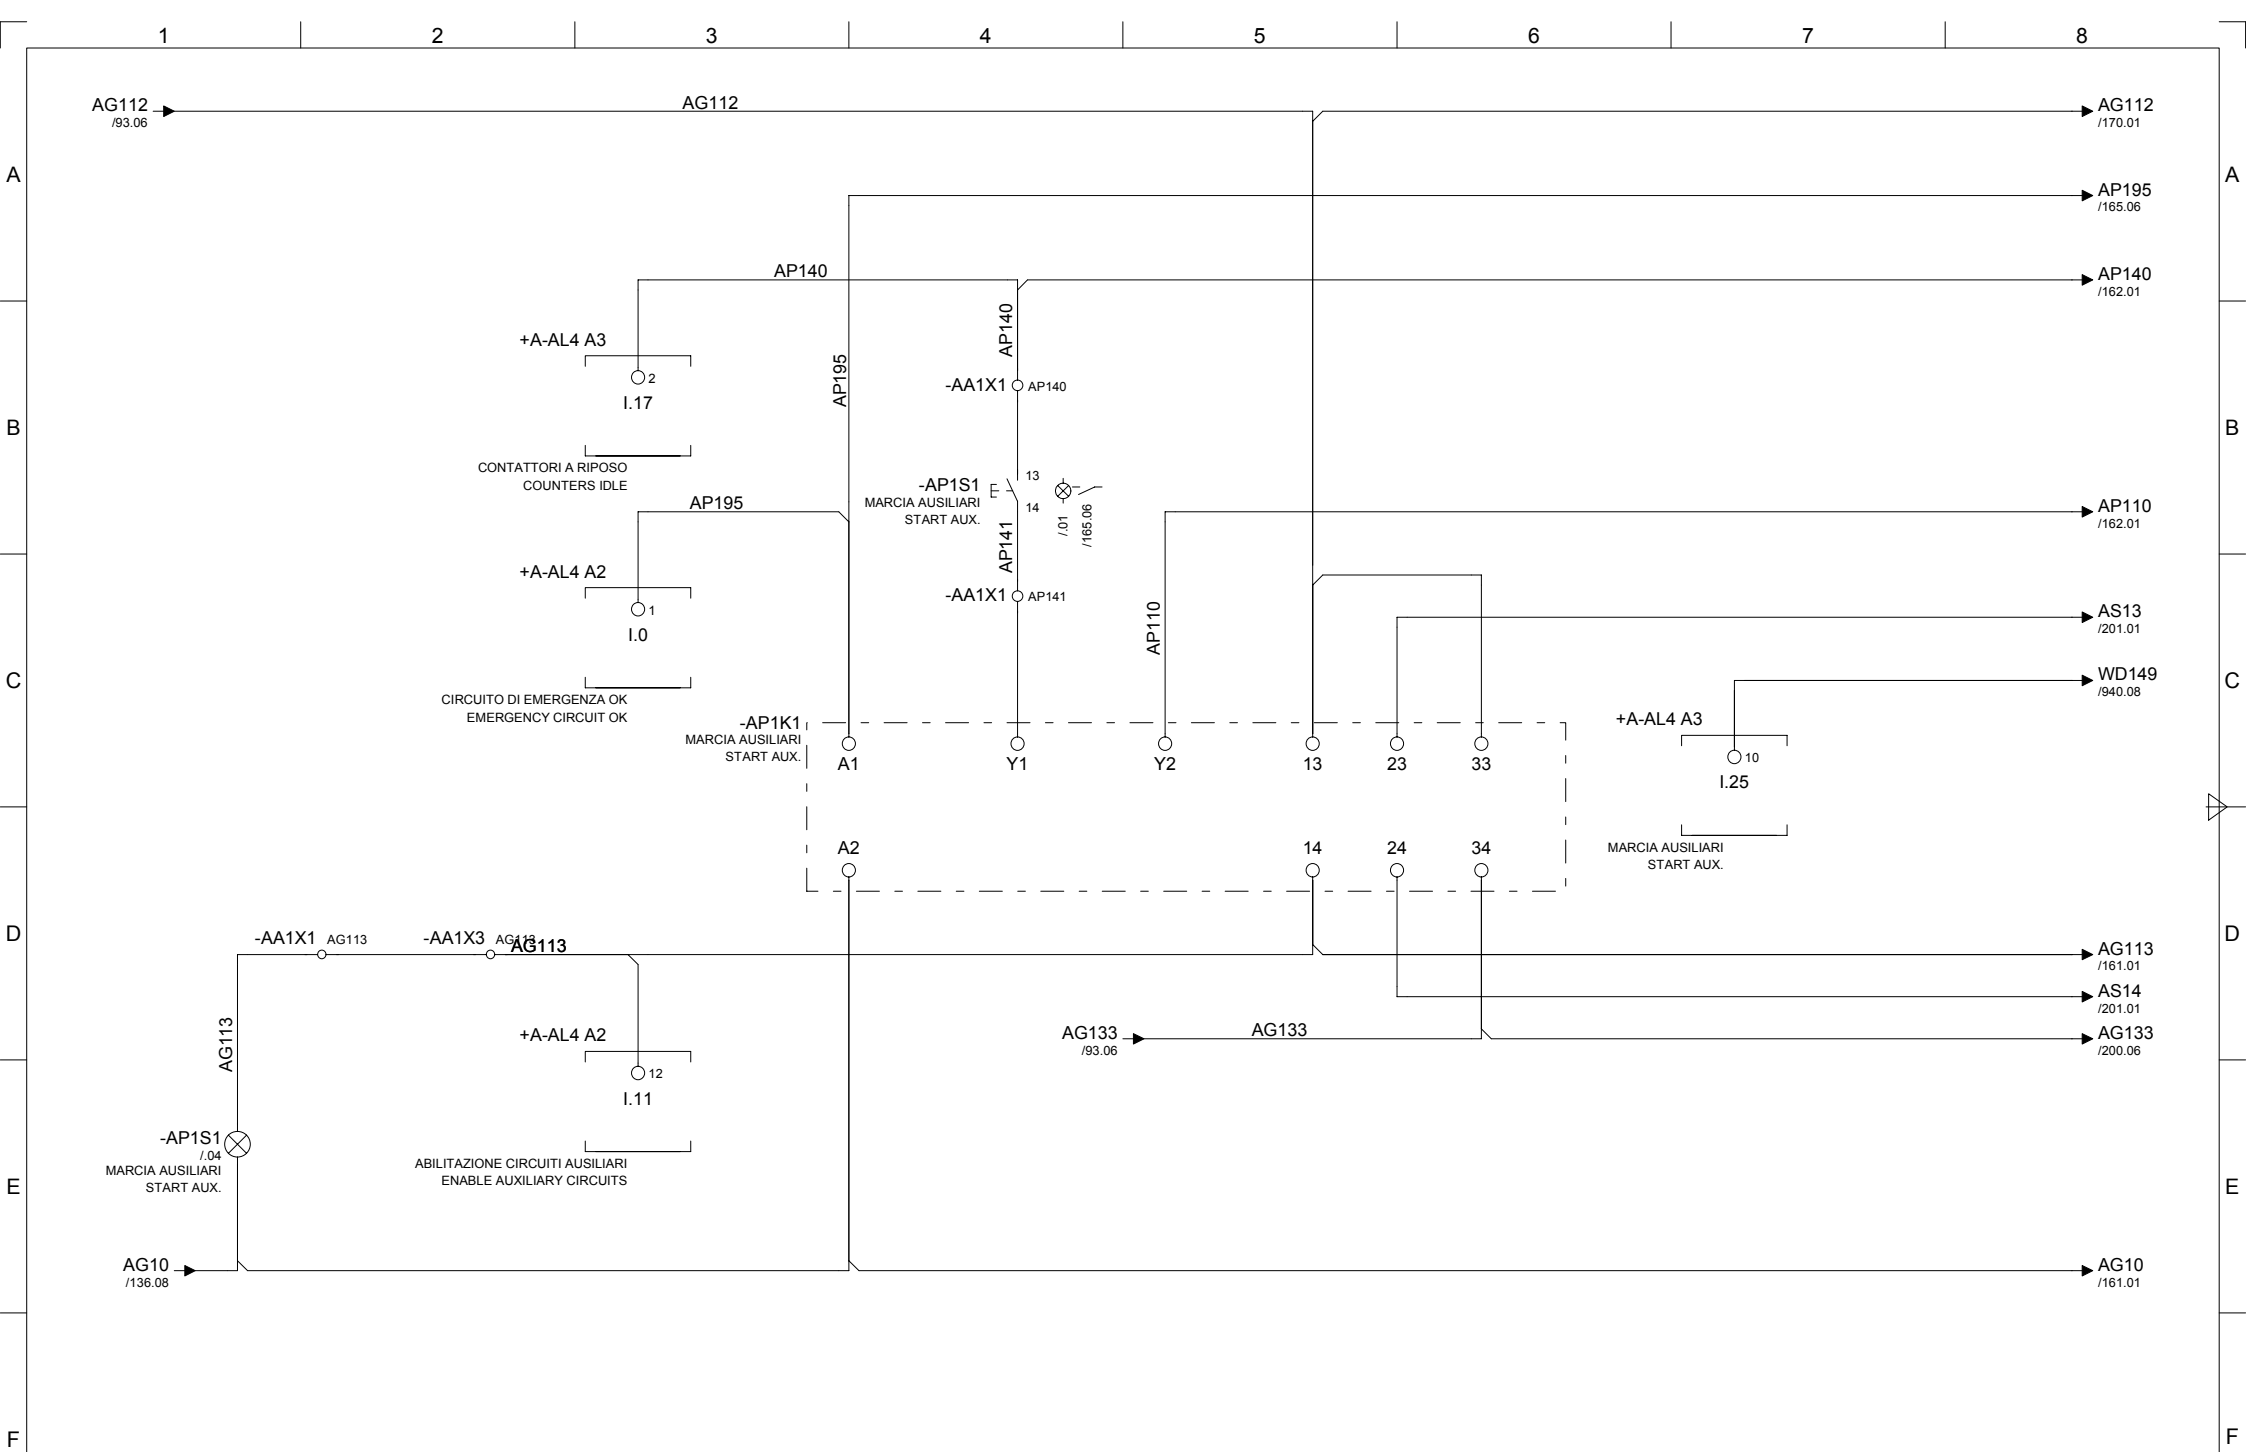 1 2 3 4 5 6 7 8
AG112
/93.06
AG112
AG112
/170.01
A
A
AP195
/165.06
AP140
AP140
/162.01
+A-AL4 A3
2
I.17
CONTATTORI A RIPOSO
COUNTERS IDLE
AP195
AP140
-AA1X1 AP140
B
B
-AP1S1
MARCIA AUSILIARI
START AUX.
13
14
/.01
/165.06
AP195
AP141
AP110
/162.01
+A-AL4 A2
1
I.0
-AA1X1 AP141
AP110
AS13
/201.01
C
C
CIRCUITO DI EMERGENZA OK
EMERGENCY CIRCUIT OK
WD149
/940.08
-AP1K1
MARCIA AUSILIARI
START AUX.
A1 Y1 Y2 13 23 33
+A-AL4 A3
10
I.25
MARCIA AUSILIARI
START AUX.
A2 14 24 34
D
D
-AA1X1 AG113
-AA1X3 AG113
AG113
AG113
/161.01
AS14
/201.01
AG113
+A-AL4 A2
12
I.11
AG133
/93.06
AG133
AG133
/200.06
-AP1S1
/.04
MARCIA AUSILIARI
START AUX.
ABILITAZIONE CIRCUITI AUSILIARI
ENABLE AUXILIARY CIRCUITS
E
E
AG10
/136.08
AG10
/161.01
F
F